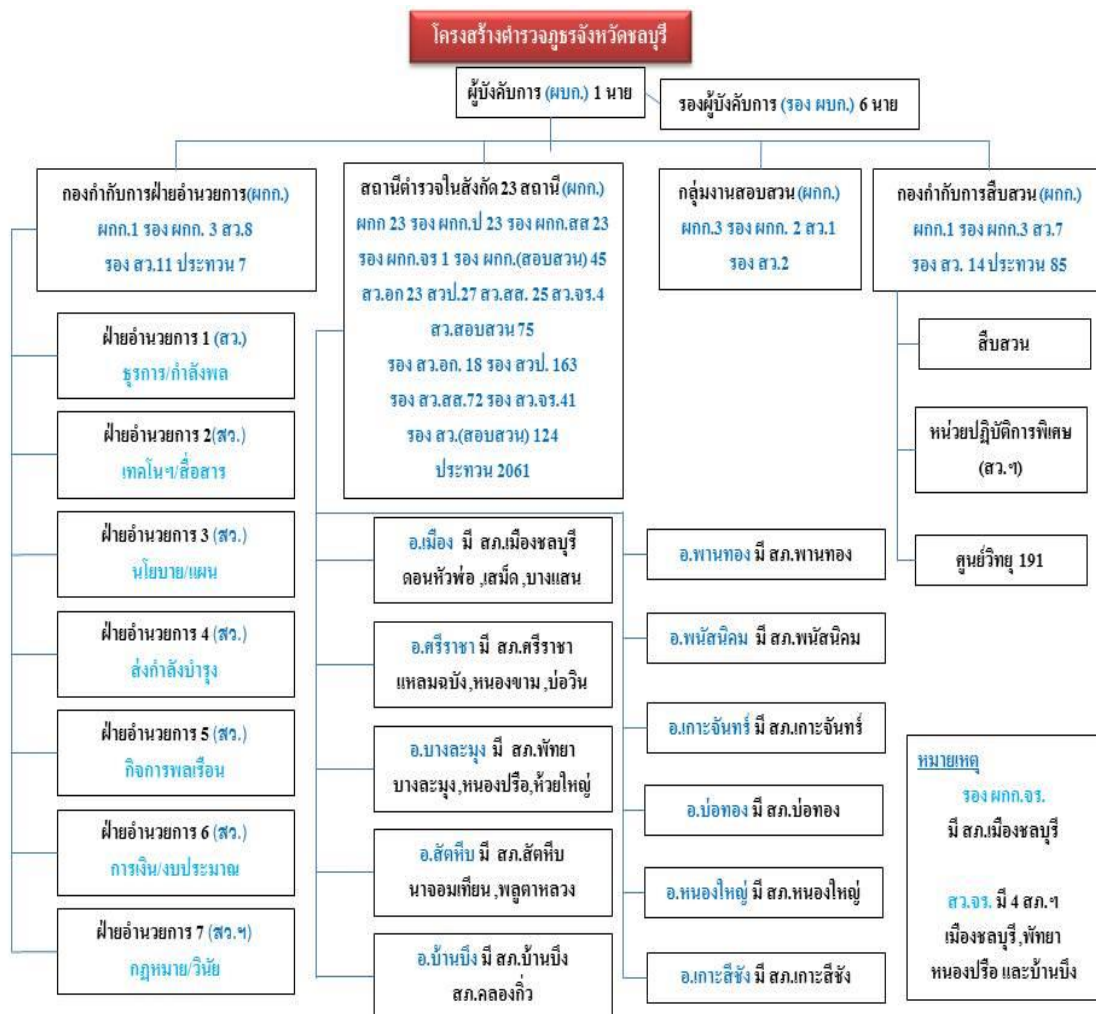 โครงสร้างตำรวจภูธรจังหวัดชลบุรี
ผู้บังคับการ (ผบก.) 1 นาย
รองผู้บังคับการ (รอง ผบก.) 6 นาย
กองกำกับการฝ่ายอำนวยการ(ผกก.)
ผกก.1 รอง ผกก. 3 สว.8
รอง สว.11 ประทวน 7
สถานีตำรวจในสังกัด 23 สถานี(ผกก.)
ผกก 23 รอง ผกก.ป 23 รอง ผกก.สส 23
รอง ผกก.จร 1 รอง ผกก.(สอบสวน) 45
สว.อก 23 สวป.27 สว.สส. 25 สว.จร.4
สว.สอบสวน 75
รอง สว.อก. 18 รอง สวป. 163
รอง สว.สส.72 รอง สว.จร.41
รอง สว.(สอบสวน) 124
ประทวน 2061
กลุ่มงานสอบสวน (ผกก.)
ผกก.3 รอง ผกก. 2 สว.1
รอง สว.2
กองกำกับการสืบสวน (ผกก.)
ผกก.1 รอง ผกก.3 สว.7
รอง สว. 14 ประทวน 85
ฝ่ายอำนวยการ 1 (สว.)
ธุรการ/กำลังพล
ฝ่ายอำนวยการ 2(สว.)
เทคโนฯ/สื่อสาร
ฝ่ายอำนวยการ 3 (สว.)
นโยบาย/แผน
ฝ่ายอำนวยการ 4 (สว.)
ส่งกำลังบำรุง
ฝ่ายอำนวยการ 5 (สว.)
กิจการพลเรือน
ฝ่ายอำนวยการ 6 (สว.)
การเงิน/งบประมาณ
ฝ่ายอำนวยการ 7 (สว.ฯ)
กฎหมาย/วินัย
อ.เมือง มี สภ.เมืองชลบุรี
ดอนหัวฬ่อ ,เสม็ด ,บางแสน
อ.ศรีราชา มี สภ.ศรีราชา
แหลมฉบัง,หนองขาม ,บ่อวิน
อ.บางละมุง มี สภ.พัทยา
บางละมุง ,หนองปรือ,ห้วยใหญ่
อ.สัตหีบ มี สภ.สัตหีบ
นาจอมเทียน ,พลูตาหลวง
อ.บ้านบึง มี สภ.บ้านบึง
สภ.คลองกิ่ว
อ.พานทอง มี สภ.พานทอง
อ.พนัสนิคม มี สภ.พนัสนิคม
อ.เกาะจันทร์ มี สภ.เกาะจันทร์
อ.บ่อทอง มี สภ.บ่อทอง
อ.หนองใหญ่ มี สภ.หนองใหญ่
อ.เกาะสีชัง มี สภ.เกาะสีชัง
สืบสวน
หน่วยปฏิบัติการพิเศษ
(สว.ฯ)
ศูนย์วิทยุ 191
หมายเหตุ
รอง ผกก.จร.
มี สภ.เมืองชลบุรี
สว.จร. มี 4 สภ.ฯ
เมืองชลบุรี ,พัทยา
หนองปรือ และบ้านบึง